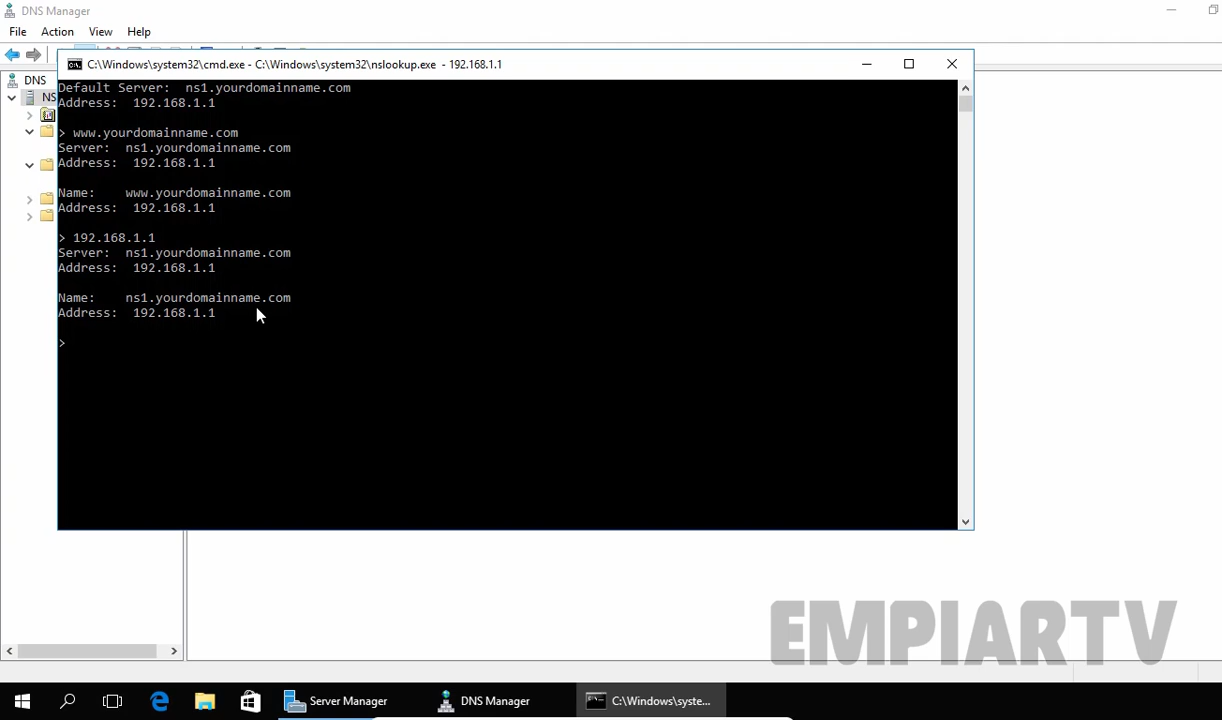 DNS Manager
File Action View Help
C:\Windows\system32\cmd.exe - C:\Windows\system32\nslookup.exe - 192.168.1.1
DNS
NS
Default Server:  ns1.yourdomainname.com
Address:  192.168.1.1
> www.yourdomainname.com
Server:  ns1.yourdomainname.com
Address:  192.168.1.1
Name:    www.yourdomainname.com
Address:  192.168.1.1
> 192.168.1.1
Server:  ns1.yourdomainname.com
Address:  192.168.1.1
Name:    ns1.yourdomainname.com
Address:  192.168.1.1
>
EMPIARTV
Server Manager DNS Manager C:\Windows\syste...